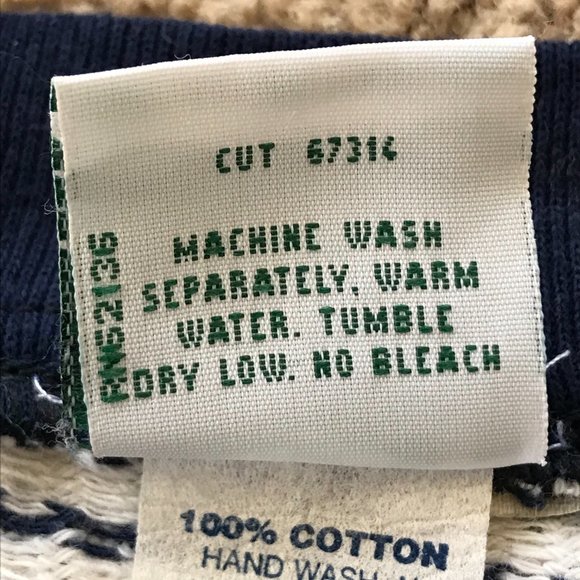 CUT 67314
MACHINE WASH
SEPARATELY, WARM
WATER. TUMBLE
DRY LOW. NO BLEACH
RN52135
100% COTTON
HAND WASH